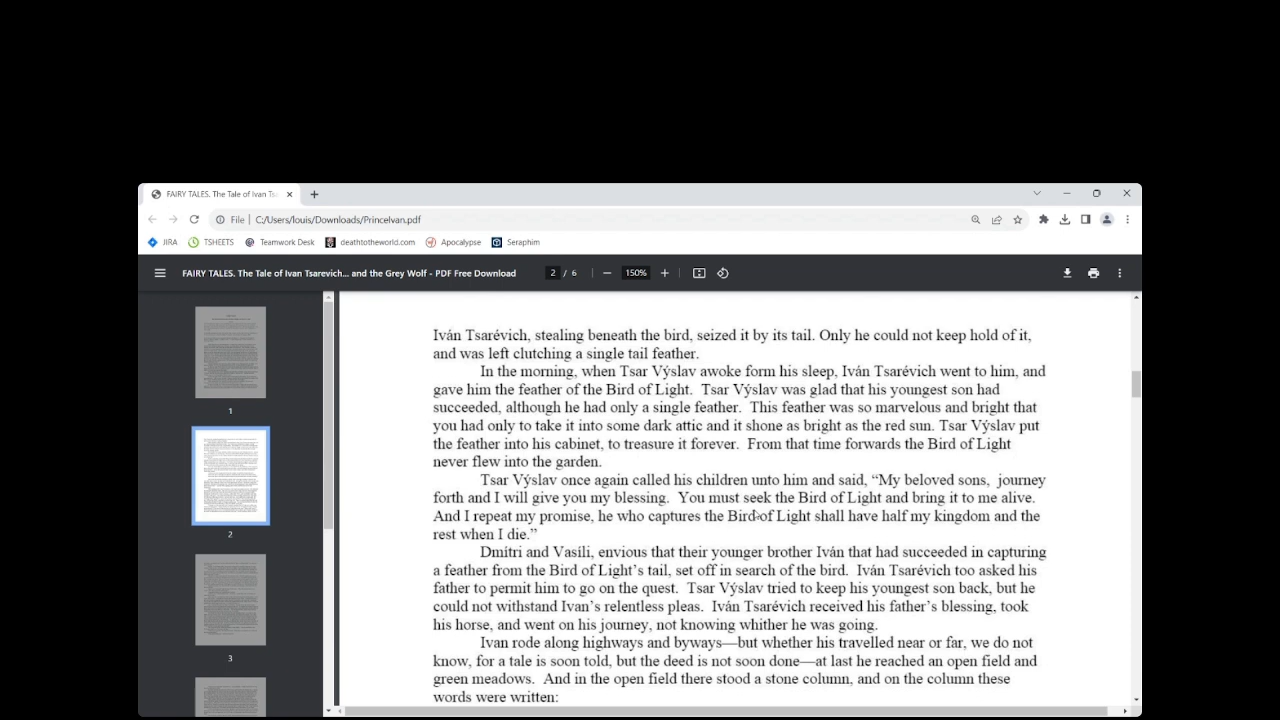 FAIRY TALES. The Tale of Ivan Tsa
File C:/Users/louis/Downloads/PrinceIvan.pdf
JIRA TSHEETS Teamwork Desk deathtotheworld.com Apocalypse Seraphim
FAIRY TALES. The Tale of Ivan Tsarevich... and the Grey Wolf - PDF Free Download 2 / 6 150%
1
2
3
Iván Tsarévich, stealing beneath the bird, seized it by its tail. Only he could not keep hold of it,
and was left clutching a single tail feather.
In the morning, when Tsar Výslav awoke form his sleep, Iván Tsarévich went to him, and
gave him the feather of the Bird of Light. Tsar Výslav was glad that his youngest son had
succeeded, although he had only a single feather. This feather was so marvelous and bright that
you had only to take it into some dark attic and it shone as bright as the red sun. Tsar Výslav put
the feather into his cabinet, to treasure forever. From that time forwards the Bird of Light
never flew into the garden.
Tsar Výslav once again called his children unto him and said, “My beloved sons, journey
forth and I will give you my blessing. You must seek the Bird of Light and bring it to me alive.
And I repeat my promise, he who secures the Bird of Light shall have half my kingdom and the
rest when I die.”
Dmítri and Vasíli, envious that their younger brother Iván that had succeeded in capturing
a feather from the Bird of Light’s tail, set off in search of the bird. Iván Tsarévich too asked his
father to permit him to go on the quest. Tsar Výslav tried to keep his youngest son back, but he
could not withstand Iván’s relentless pleas. Iván Tsarévich received his father’s blessing, took
his horse, and went on his journey, not knowing whither he was going.
Ivan rode along highways and byways—but whether his travelled near or far, we do not
know, for a tale is soon told, but the deed is not soon done—at last he reached an open field and
green meadows. And in the open field there stood a stone column, and on the column these
words were written: